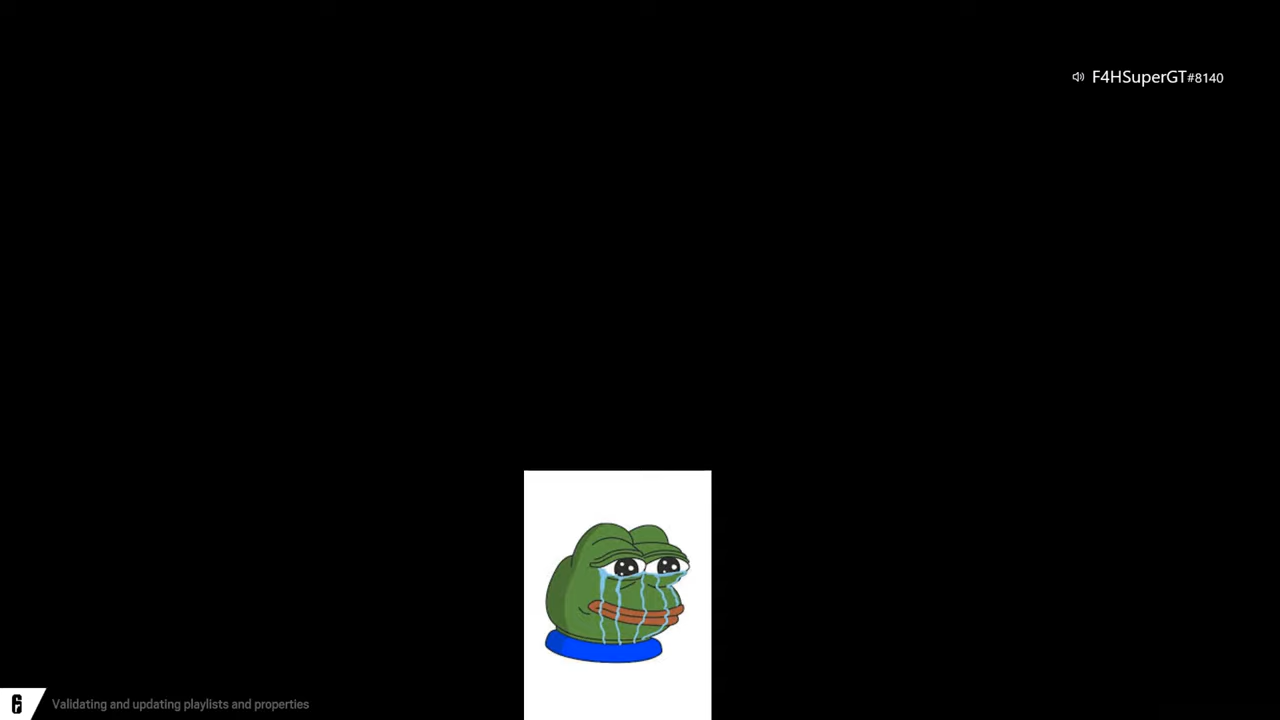 F4HSuperGT#8140
Validating and updating playlists and properties